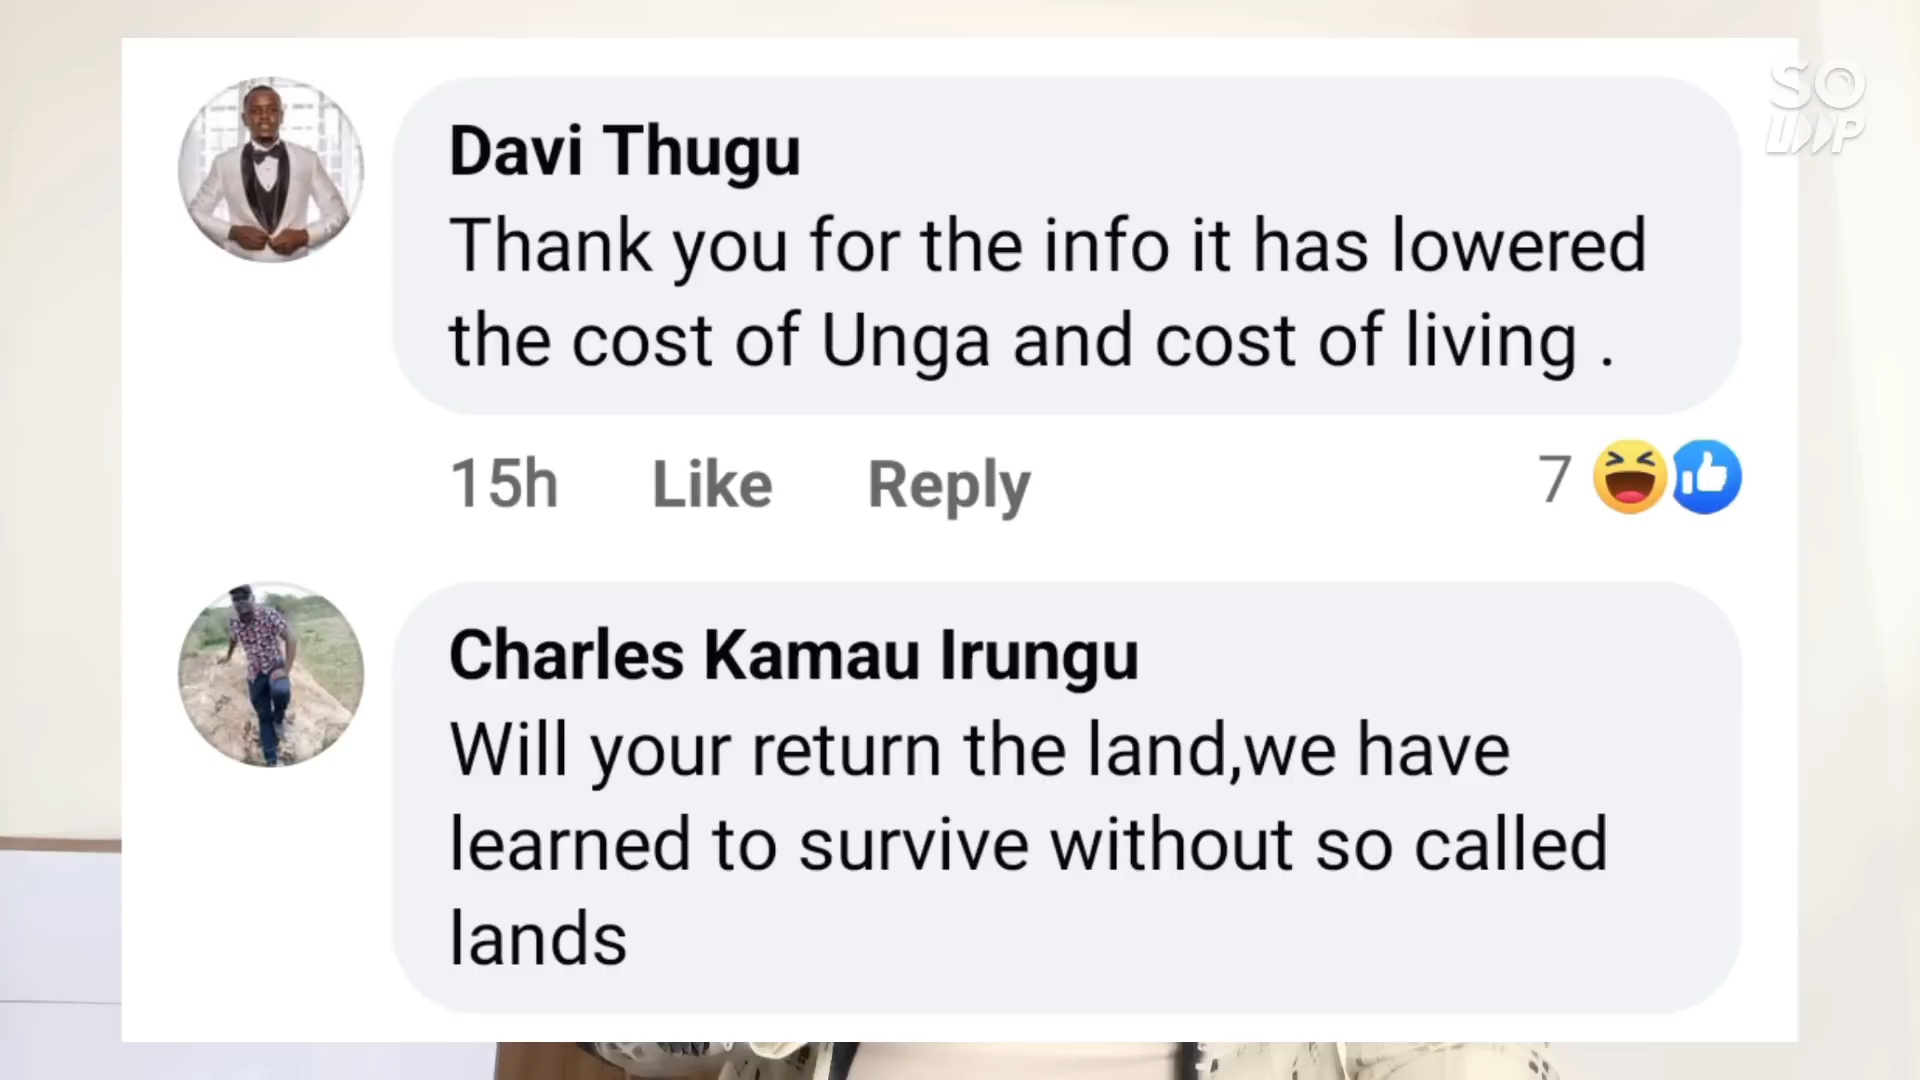 SO
LAAP
Davi Thugu
Thank you for the info it has lowered
the cost of Unga and cost of living .
15h Like Reply 7
Charles Kamau Irungu
Will your return the land,we have
learned to survive without so called
lands